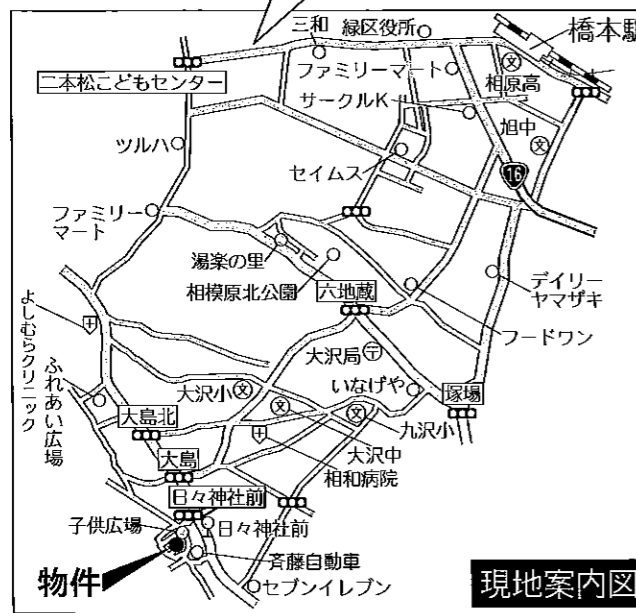 三和
緑区役所
橋本駅
二本松こどもセンター
ファミリーマート
相原高
サークルK
旭中
ツルハ
セイムス
16
ファミリー
マート
湯楽の里
相模原北公園
六地蔵
デイリー
ヤマザキ
フードワン
よしむらクリニック
ふれあい広場
大沢局
大沢小
いなげや
塚場
大島北
九沢小
大沢中
相和病院
大島
日々神社前
子供広場
日々神社前
斉藤自動車
物件
セブンイレブン
現地案内図